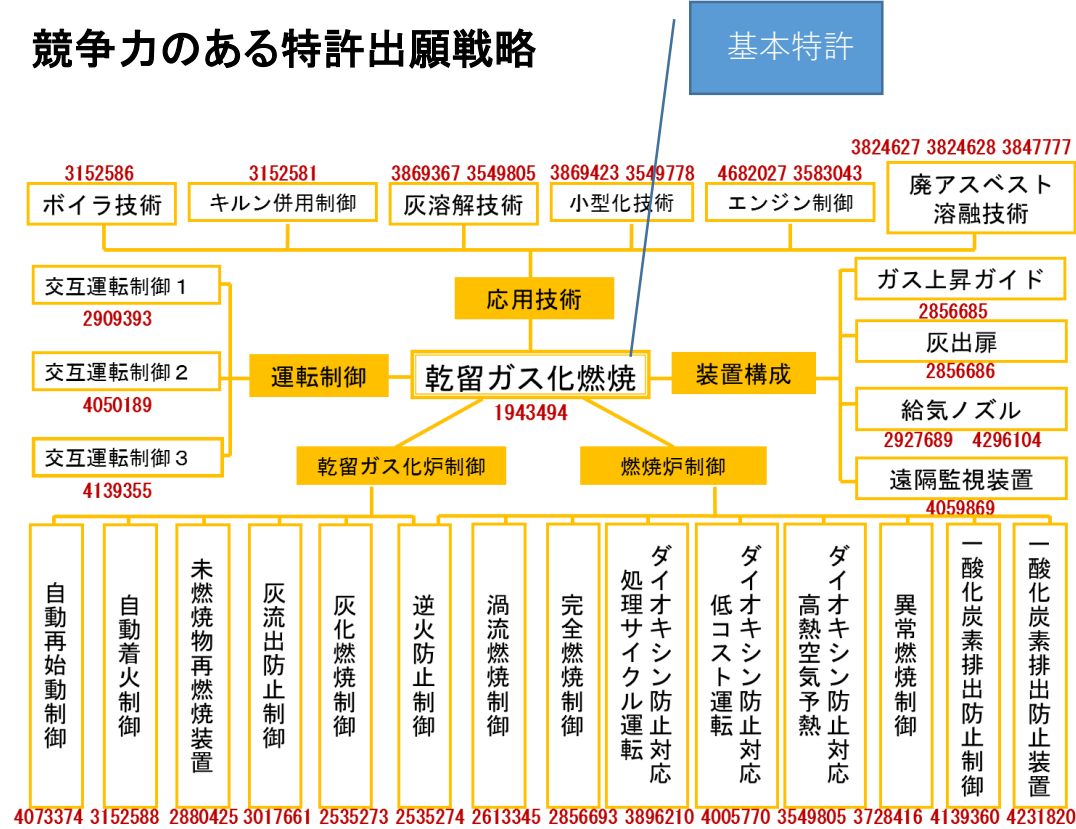 競争力のある特許出願戦略
基本特許
3824627 3824628 3847777
3152586
3152581
3869367 3549805
3869423 3549778
4682027 3583043
ボイラ技術
キルン併用制御
灰溶解技術
小型化技術
エンジン制御
廃アスベスト
溶融技術
応用技術
交互運転制御1
2909393
交互運転制御2
4050189
交互運転制御3
4139355
運転制御
乾留ガス化燃焼
1943494
装置構成
ガス上昇ガイド
2856685
灰出扉
2856686
給気ノズル
2927689 4296104
遠隔監視装置
4059869
乾留ガス化炉制御
燃焼炉制御
自動再始動制御
自動着火制御
未燃焼物再燃焼装置
灰流出防止制御
灰化燃焼制御
逆火防止制御
渦流燃焼制御
完全燃焼制御
ダイオキシン防止対応
処理サイクル運転
ダイオキシン防止対応
低コスト運転
ダイオキシン防止対応
高熱空気予熱
異常燃焼制御
一酸化炭素排出防止制御
一酸化炭素排出防止装置
4073374 3152588 2880425 3017661 2535273 2535274 2613345 2856693 3896210 4005770 3549805 3728416 4139360 4231820